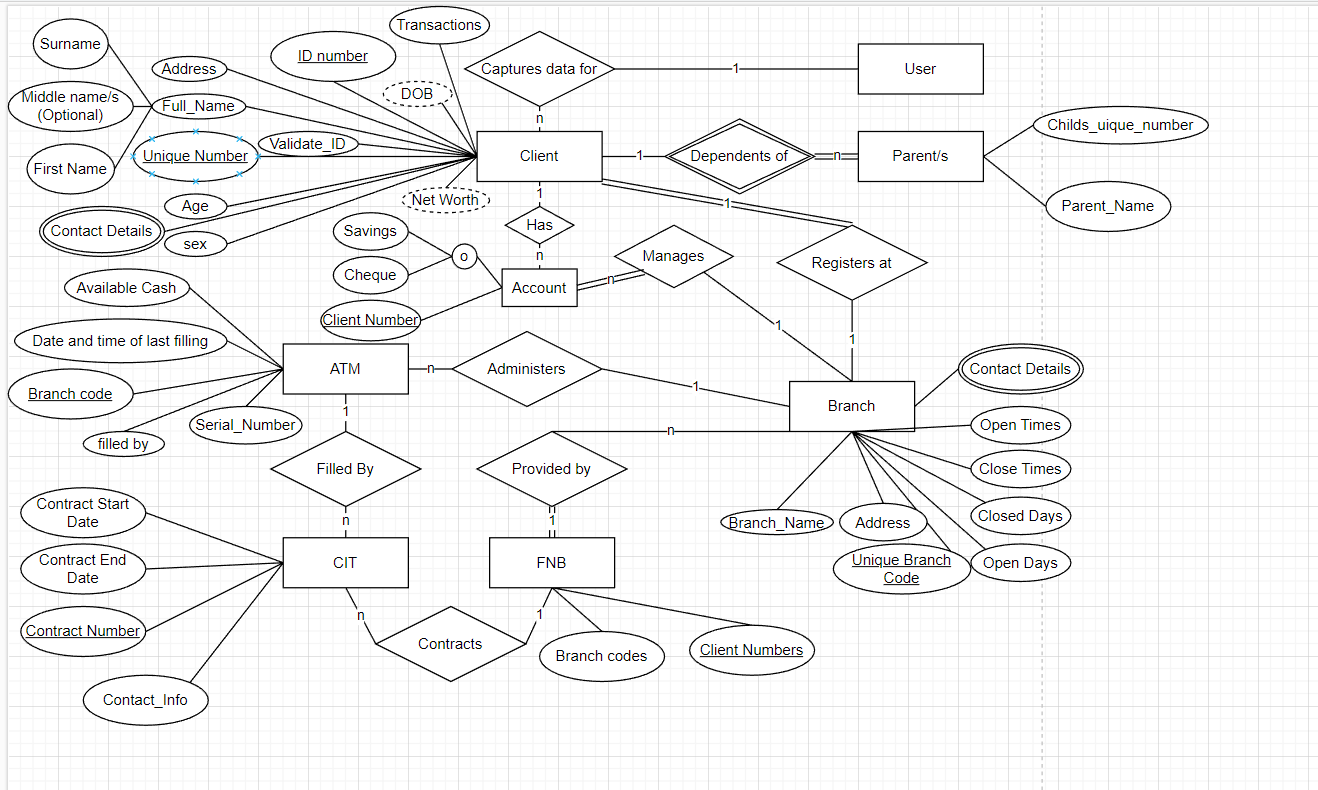 Transactions
Surname
ID number
Address
Captures data for
1
User
DOB
Middle name/s
(Optional)
Full_Name
n
Childs_uique_number
Validate_ID
Unique Number
Client
1
Dependents of
n
Parent/s
First Name
Net Worth
1
1
Age
Parent_Name
Contact Details
sex
Savings
Has
Manages
Registers at
n
Cheque
o
Account
n
Available Cash
Client Number
1
1
Date and time of last filling
ATM
n
Administers
1
Contact Details
Branch code
Branch
1
Serial_Number
Open Times
filled by
n
Filled By
Provided by
Close Times
Contract Start
Date
n
1
Branch_Name
Address
Closed Days
Contract End
Date
CIT
FNB
Unique Branch
Code
Open Days
n
1
Contract Number
Contracts
Branch codes
Client Numbers
Contact_Info